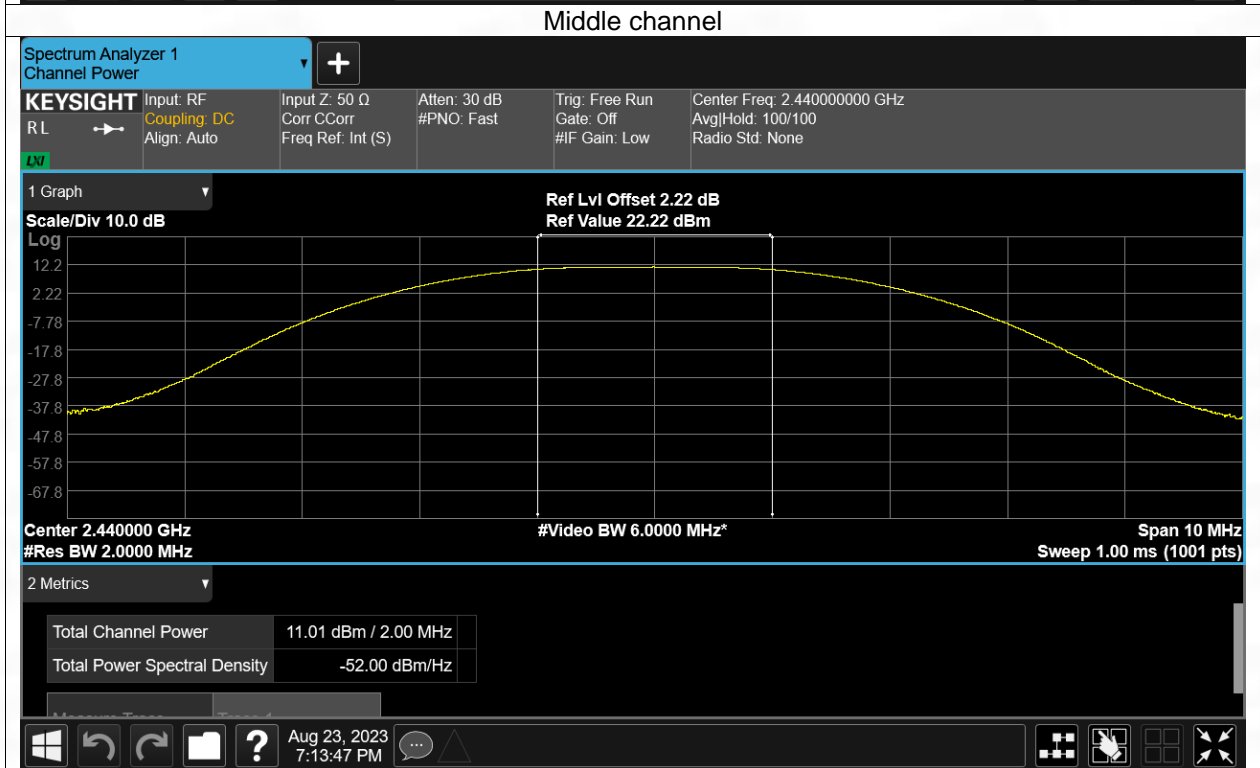 Middle channel
Spectrum Analyzer 1
Channel Power
KEYSIGHT
RL
LXI
Input: RF
Coupling: DC
Align: Auto
Input Z: 50 Ω
Corr CCorr
Freq Ref: Int (S)
Atten: 30 dB
#PNO: Fast
Trig: Free Run
Gate: Off
#IF Gain: Low
Center Freq: 2.440000000 GHz
Avg|Hold: 100/100
Radio Std: None
1 Graph
Scale/Div 10.0 dB
Ref Lvl Offset 2.22 dB
Ref Value 22.22 dBm
Log
12.2
2.22
-7.78
-17.8
-27.8
-37.8
-47.8
-57.8
-67.8
Center 2.440000 GHz
#Res BW 2.0000 MHz
#Video BW 6.0000 MHz*
Span 10 MHz
Sweep 1.00 ms (1001 pts)
2 Metrics
Total Channel Power 11.01 dBm / 2.00 MHz
Total Power Spectral Density -52.00 dBm/Hz
?
Aug 23, 2023
7:13:47 PM